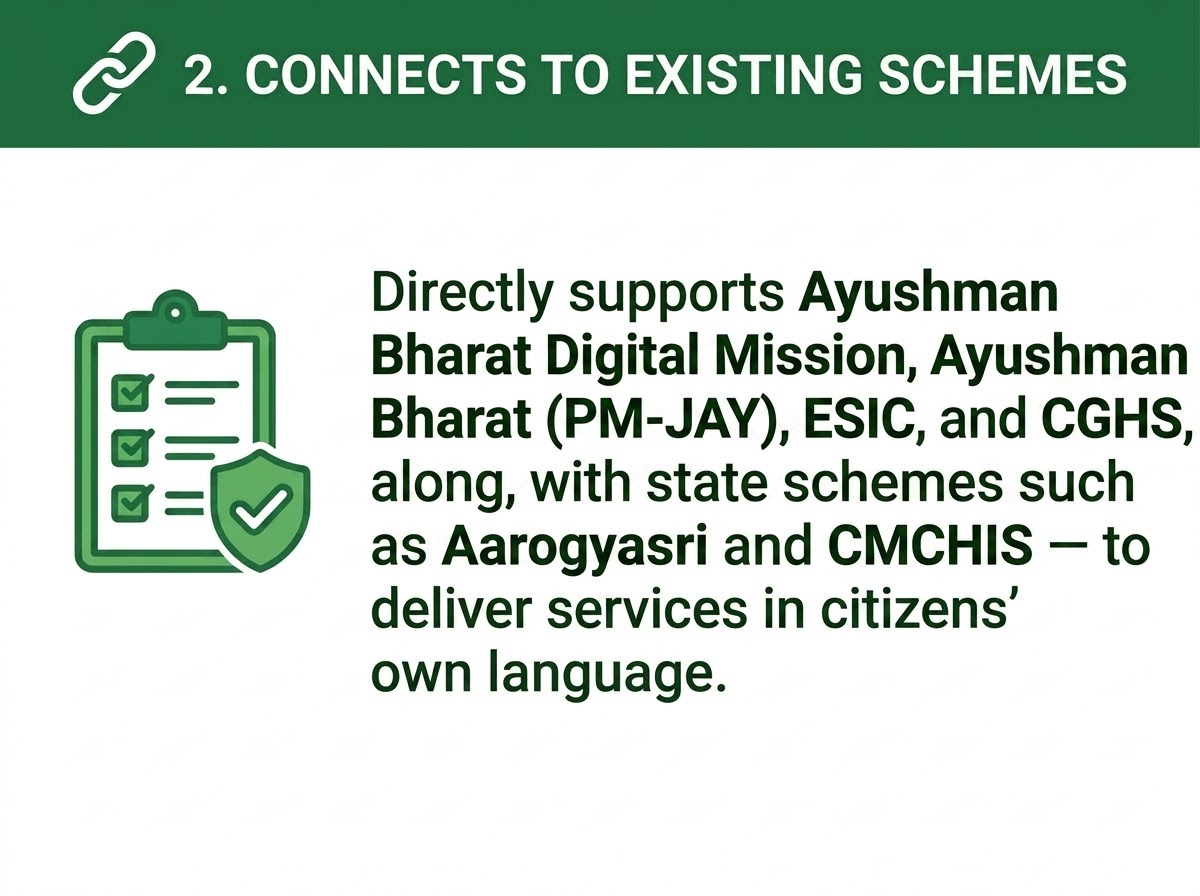 2. CONNECTS TO EXISTING SCHEMES
Directly supports Ayushman
Bharat Digital Mission, Ayushman
Bharat (PM-JAY), ESIC, and CGHS,
along, with state schemes such
as Aarogyasri and CMCHIS — to
deliver services in citizens’
own language.